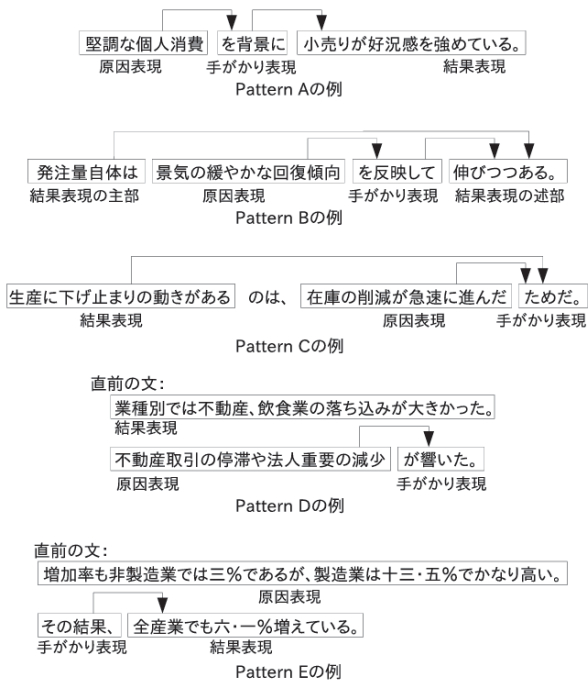 堅調な個人消費 を背景に 小売りが好況感を強めている。
原因表現 手がかり表現 結果表現
Pattern Aの例
発注量自体は 景気の緩やかな回復傾向 を反映して 伸びつつある。
結果表現の主部 原因表現 手がかり表現 結果表現の述部
Pattern Bの例
生産に下げ止まりの動きがある のは、 在庫の削減が急速に進んだ ためだ。
結果表現 原因表現 手がかり表現
Pattern Cの例
直前の文：
業種別では不動産、飲食業の落ち込みが大きかった。
結果表現
不動産取引の停滞や法人重要の減少 が響いた。
原因表現 手がかり表現
Pattern Dの例
直前の文：
増加率も非製造業では三％であるが、製造業は十三・五％でかなり高い。
原因表現
その結果、 全産業でも六・一％増えている。
手がかり表現 結果表現
Pattern Eの例